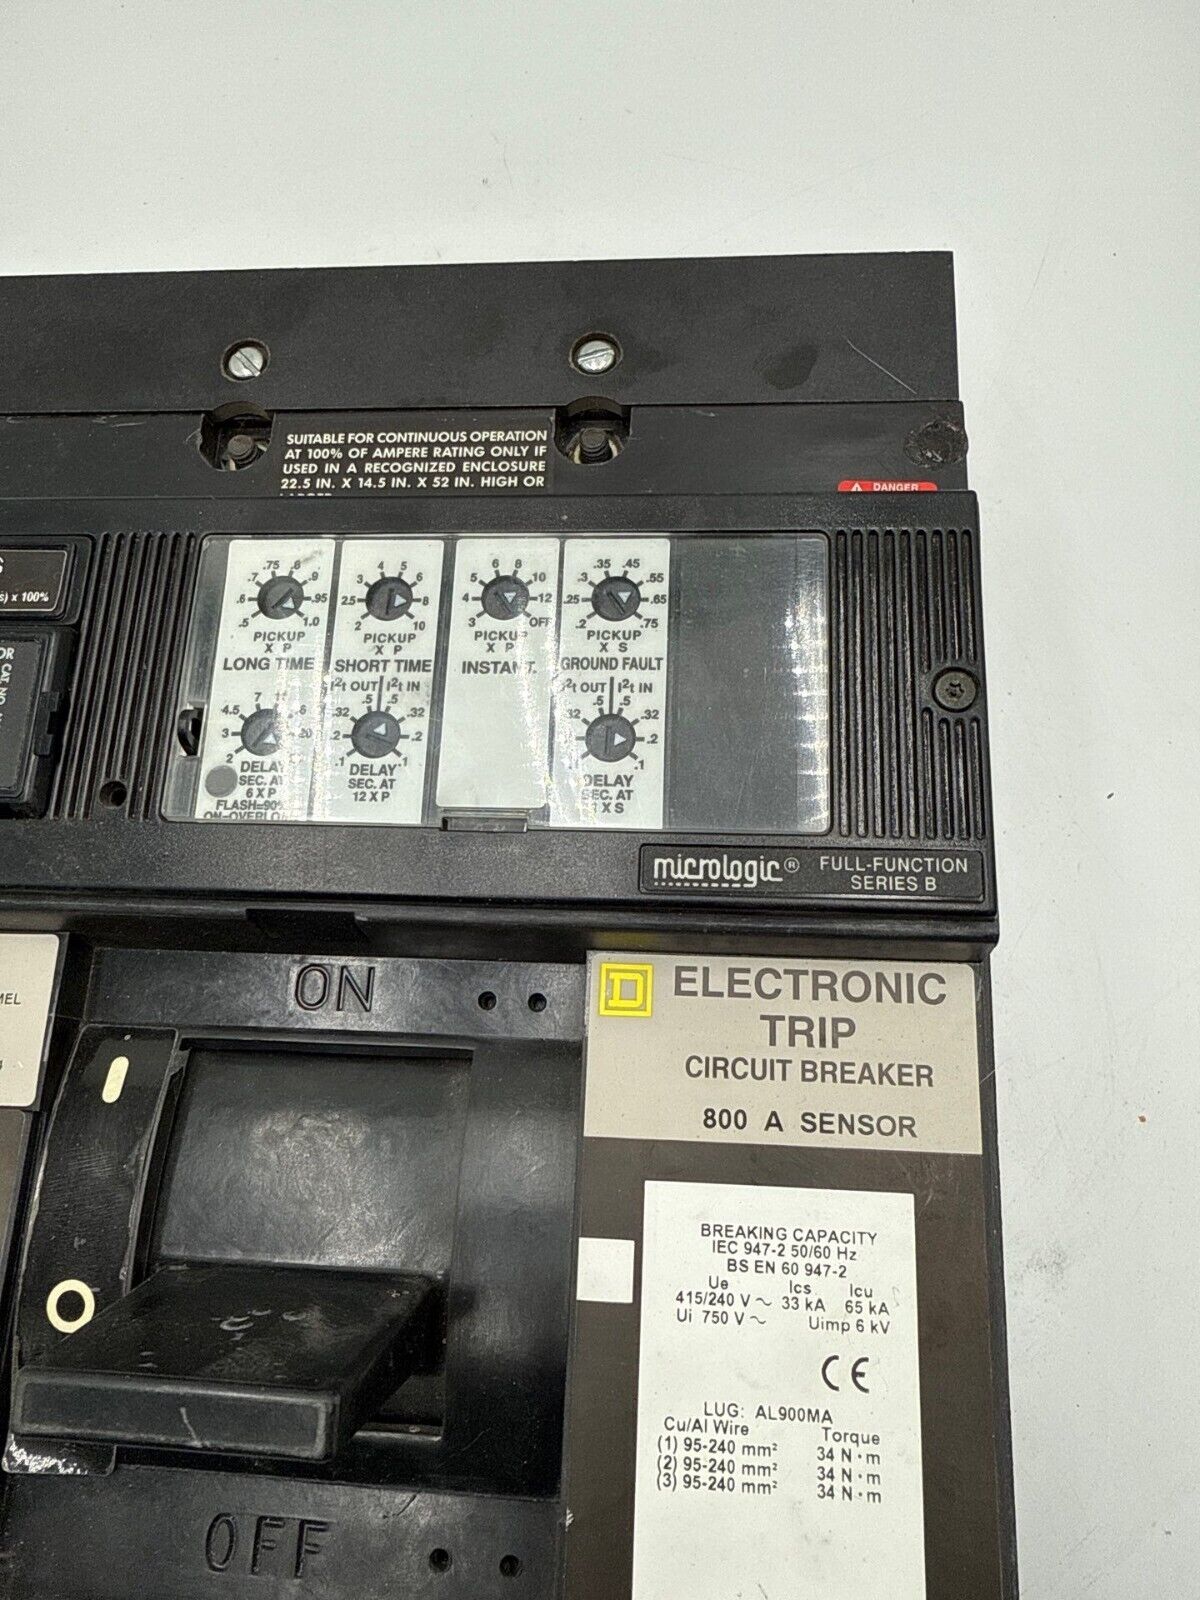 SUITABLE FOR CONTINUOUS OPERATION
AT 100% OF AMPERE RATING ONLY IF
USED IN A RECOGNIZED ENCLOSURE
22.5 IN. X 14.5 IN. X 52 IN. HIGH OR
DANGER
x 100%
CAT. NO.
.5 .6 .7 .75 .8 .9 .95 1.0
PICKUP
X P
LONG TIME
2 2.5 3 4 5 6 8 10
PICKUP
X P
SHORT TIME
3 4 5 6 8 10 12 OFF
PICKUP
X P
INSTANT.
.2 .25 .3 .35 .45 .55 .65 .75
PICKUP
X S
GROUND FAULT
2 3 4.5 7 11 20
DELAY
SEC. AT
6 X P
FLASH=90%
I²t OUT I²t IN
.1 .2 .32 .5 .5 .32 .2 .1
DELAY
SEC. AT
12 X P
I²t OUT I²t IN
.5 .5 .32 .2 .1
DELAY
SEC. AT
X S
micrologic® FULL-FUNCTION
SERIES B
MEL
ON
OFF
D ELECTRONIC
TRIP
CIRCUIT BREAKER
800 A SENSOR
BREAKING CAPACITY
IEC 947-2 50/60 Hz
BS EN 60 947-2
Ue Ics Icu
415/240 V ~ 33 kA 65 kA
Ui 750 V ~ Uimp 6 kV
CE
LUG: AL900MA
Cu/Al Wire Torque
(1) 95-240 mm² 34 N·m
(2) 95-240 mm² 34 N·m
(3) 95-240 mm² 34 N·m